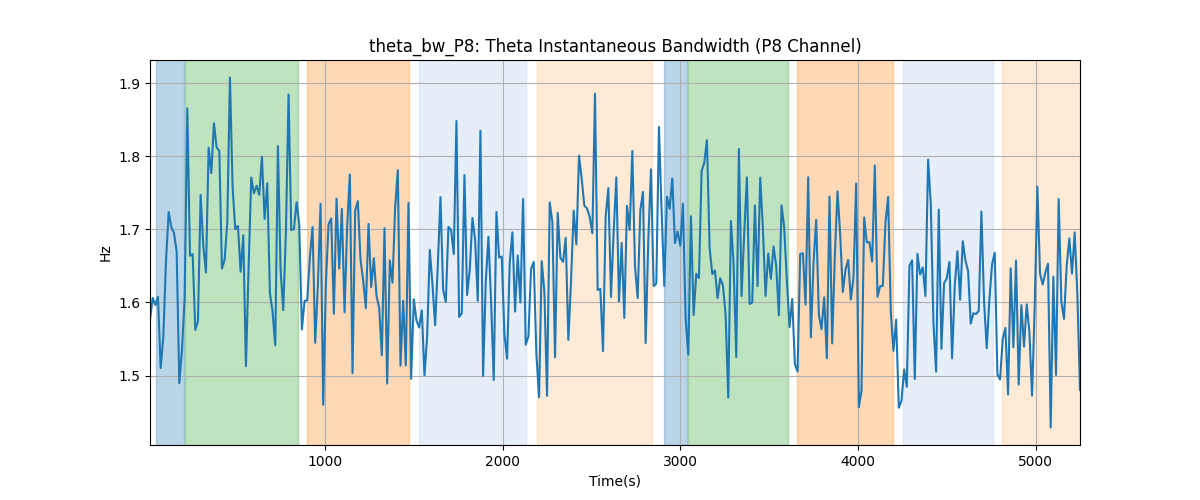 theta_bw_P8: Theta Instantaneous Bandwidth (P8 Channel)
1.9
1.8
1.7
1.6
1.5
Hz
1000 2000 3000 4000 5000
Time(s)